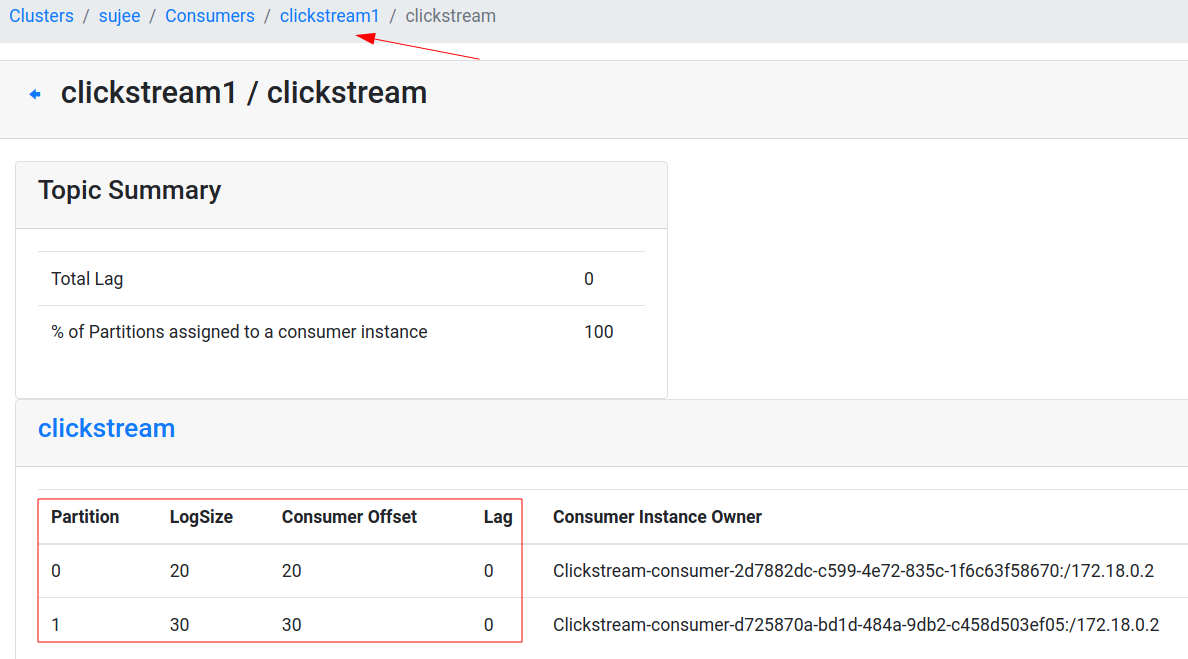 Clusters / sujee / Consumers / clickstream1 / clickstream
clickstream1 / clickstream
Topic Summary
Total Lag 0
% of Partitions assigned to a consumer instance 100
clickstream
Partition LogSize Consumer Offset Lag Consumer Instance Owner
0 20 20 0 Clickstream-consumer-2d7882dc-c599-4e72-835c-1f6c63f58670:/172.18.0.2
1 30 30 0 Clickstream-consumer-d725870a-bd1d-484a-9db2-c458d503ef05:/172.18.0.2